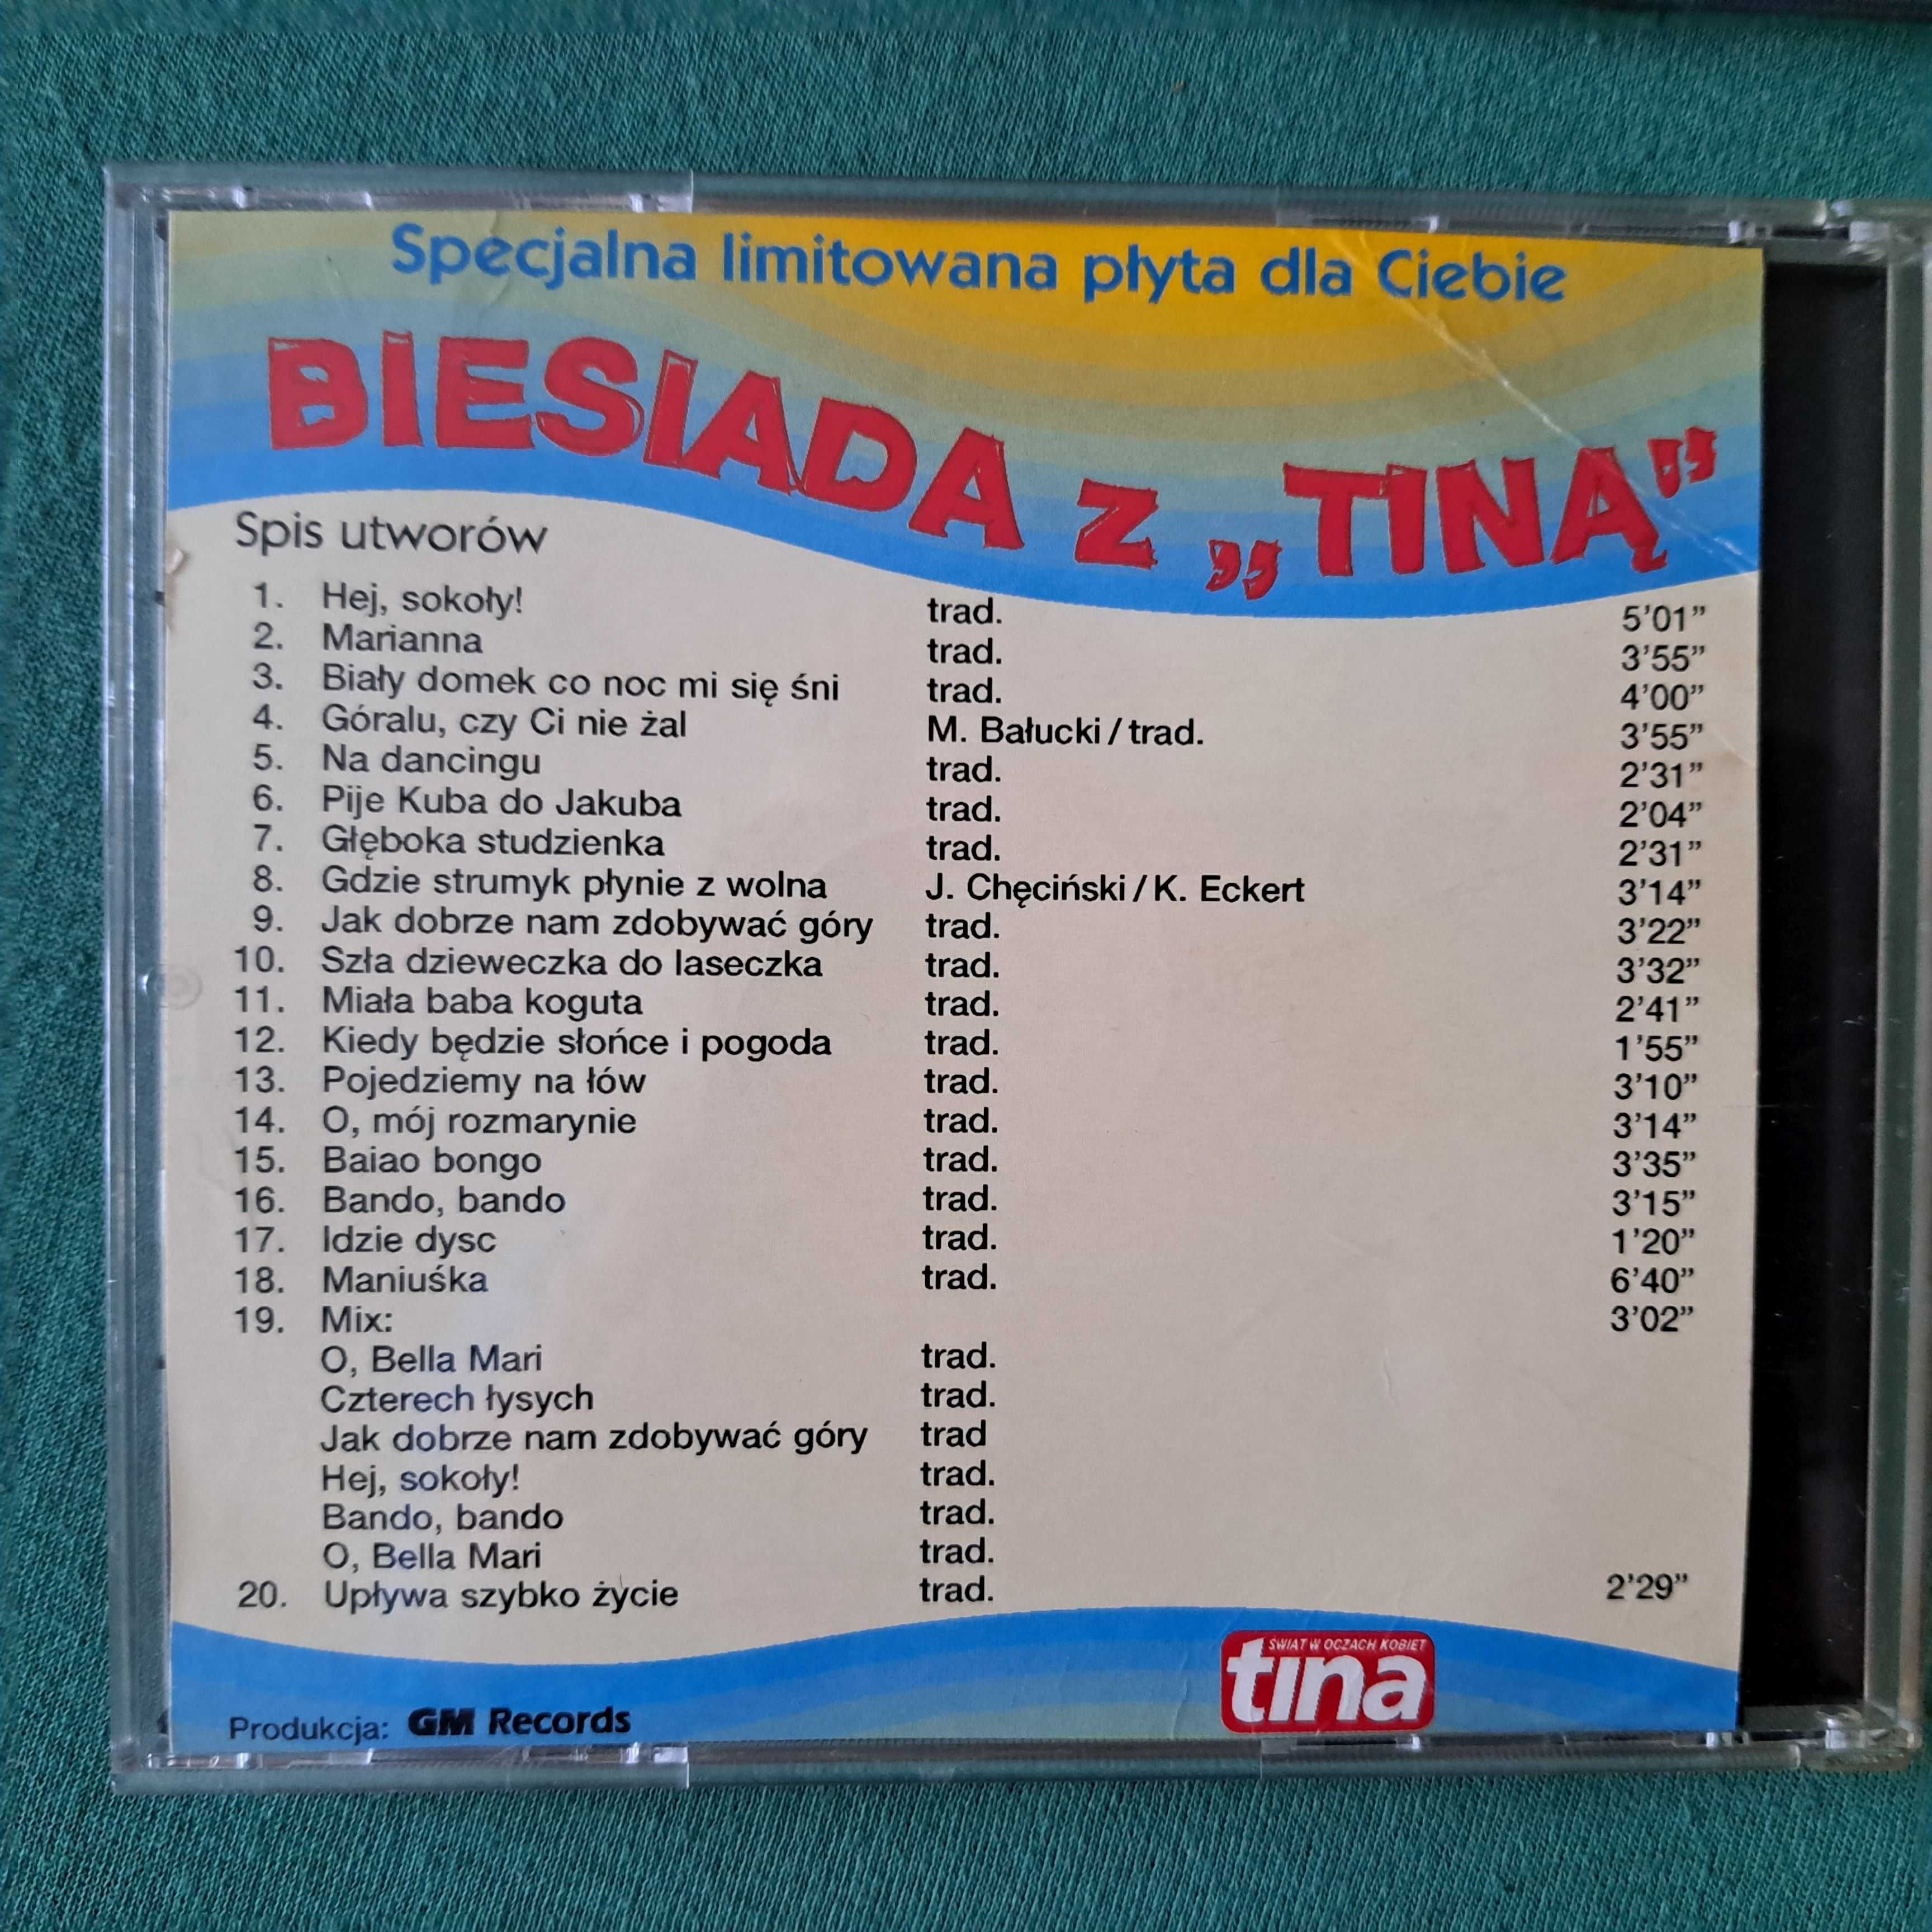 Specjalna limitowana płyta dla Ciebie
BIESIADA z „TINĄ”
Spis utworów
1. Hej, sokoły! trad. 5’01”
2. Marianna trad. 3’55”
3. Biały domek co noc mi się śni trad. 4’00”
4. Góralu, czy Ci nie żal M. Bałucki / trad. 3’55”
5. Na dancingu trad. 2’31”
6. Pije Kuba do Jakuba trad. 2’04”
7. Głęboka studzienka trad. 2’31”
8. Gdzie strumyk płynie z wolna J. Chęciński / K. Eckert 3’14”
9. Jak dobrze nam zdobywać góry trad. 3’22”
10. Szła dzieweczka do laseczka trad. 3’32”
11. Miała baba koguta trad. 2’41”
12. Kiedy będzie słońce i pogoda trad. 1’55”
13. Pojedziemy na łów trad. 3’10”
14. O, mój rozmarynie trad. 3’14”
15. Baiao bongo trad. 3’35”
16. Bando, bando trad. 3’15”
17. Idzie dysc trad. 1’20”
18. Maniuśka trad. 6’40”
19. Mix: 3’02”
O, Bella Mari trad.
Czterech łysych trad.
Jak dobrze nam zdobywać góry trad
Hej, sokoły! trad.
Bando, bando trad.
O, Bella Mari trad.
20. Upływa szybko życie trad. 2’29”
ŚWIAT W OCZACH KOBIET
tina
Produkcja: GM Records